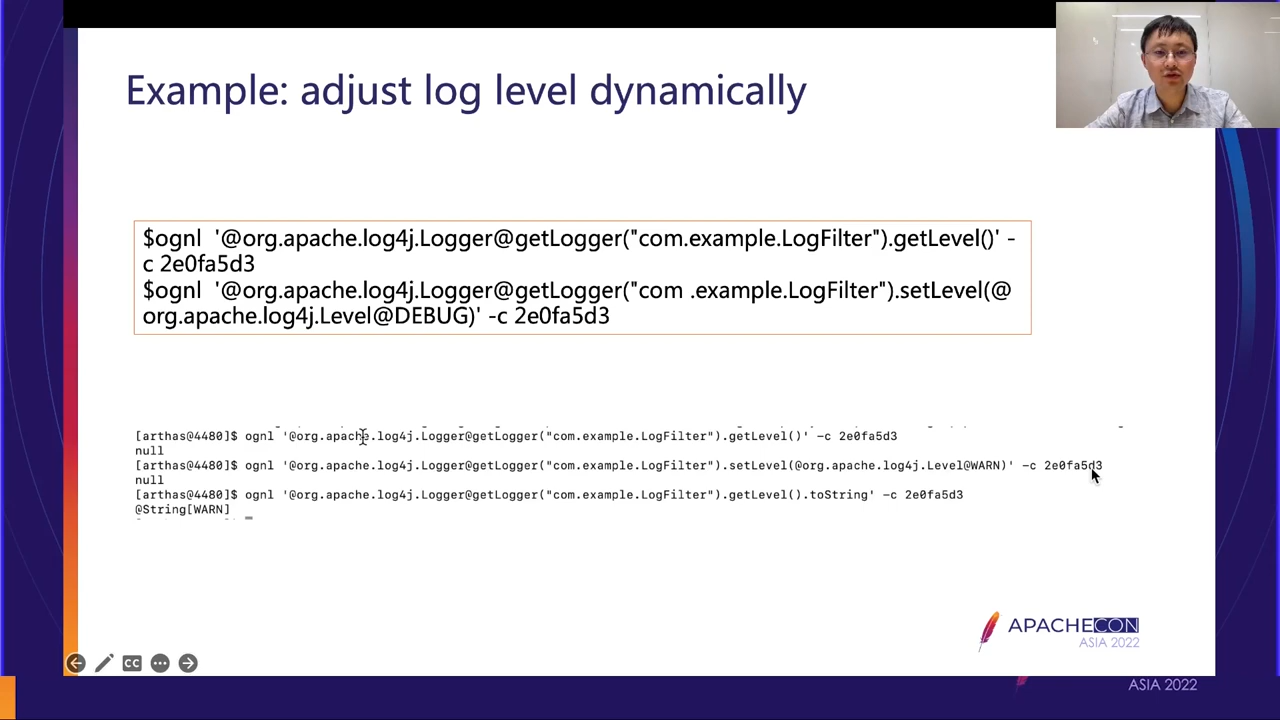 Example: adjust log level dynamically
$ognl '@org.apache.log4j.Logger@getLogger("com.example.LogFilter").getLevel()' -
c 2e0fa5d3
$ognl '@org.apache.log4j.Logger@getLogger("com .example.LogFilter").setLevel(@
org.apache.log4j.Level@DEBUG)' -c 2e0fa5d3
[arthas@4480]$ ognl '@org.apache.log4j.Logger@getLogger("com.example.LogFilter").getLevel()' -c 2e0fa5d3
null
[arthas@4480]$ ognl '@org.apache.log4j.Logger@getLogger("com.example.LogFilter").setLevel(@org.apache.log4j.Level@WARN)' -c 2e0fa5d3
null
[arthas@4480]$ ognl '@org.apache.log4j.Logger@getLogger("com.example.LogFilter").getLevel().toString' -c 2e0fa5d3
@String[WARN]
APACHECON
ASIA 2022
CC
ASIA 2022